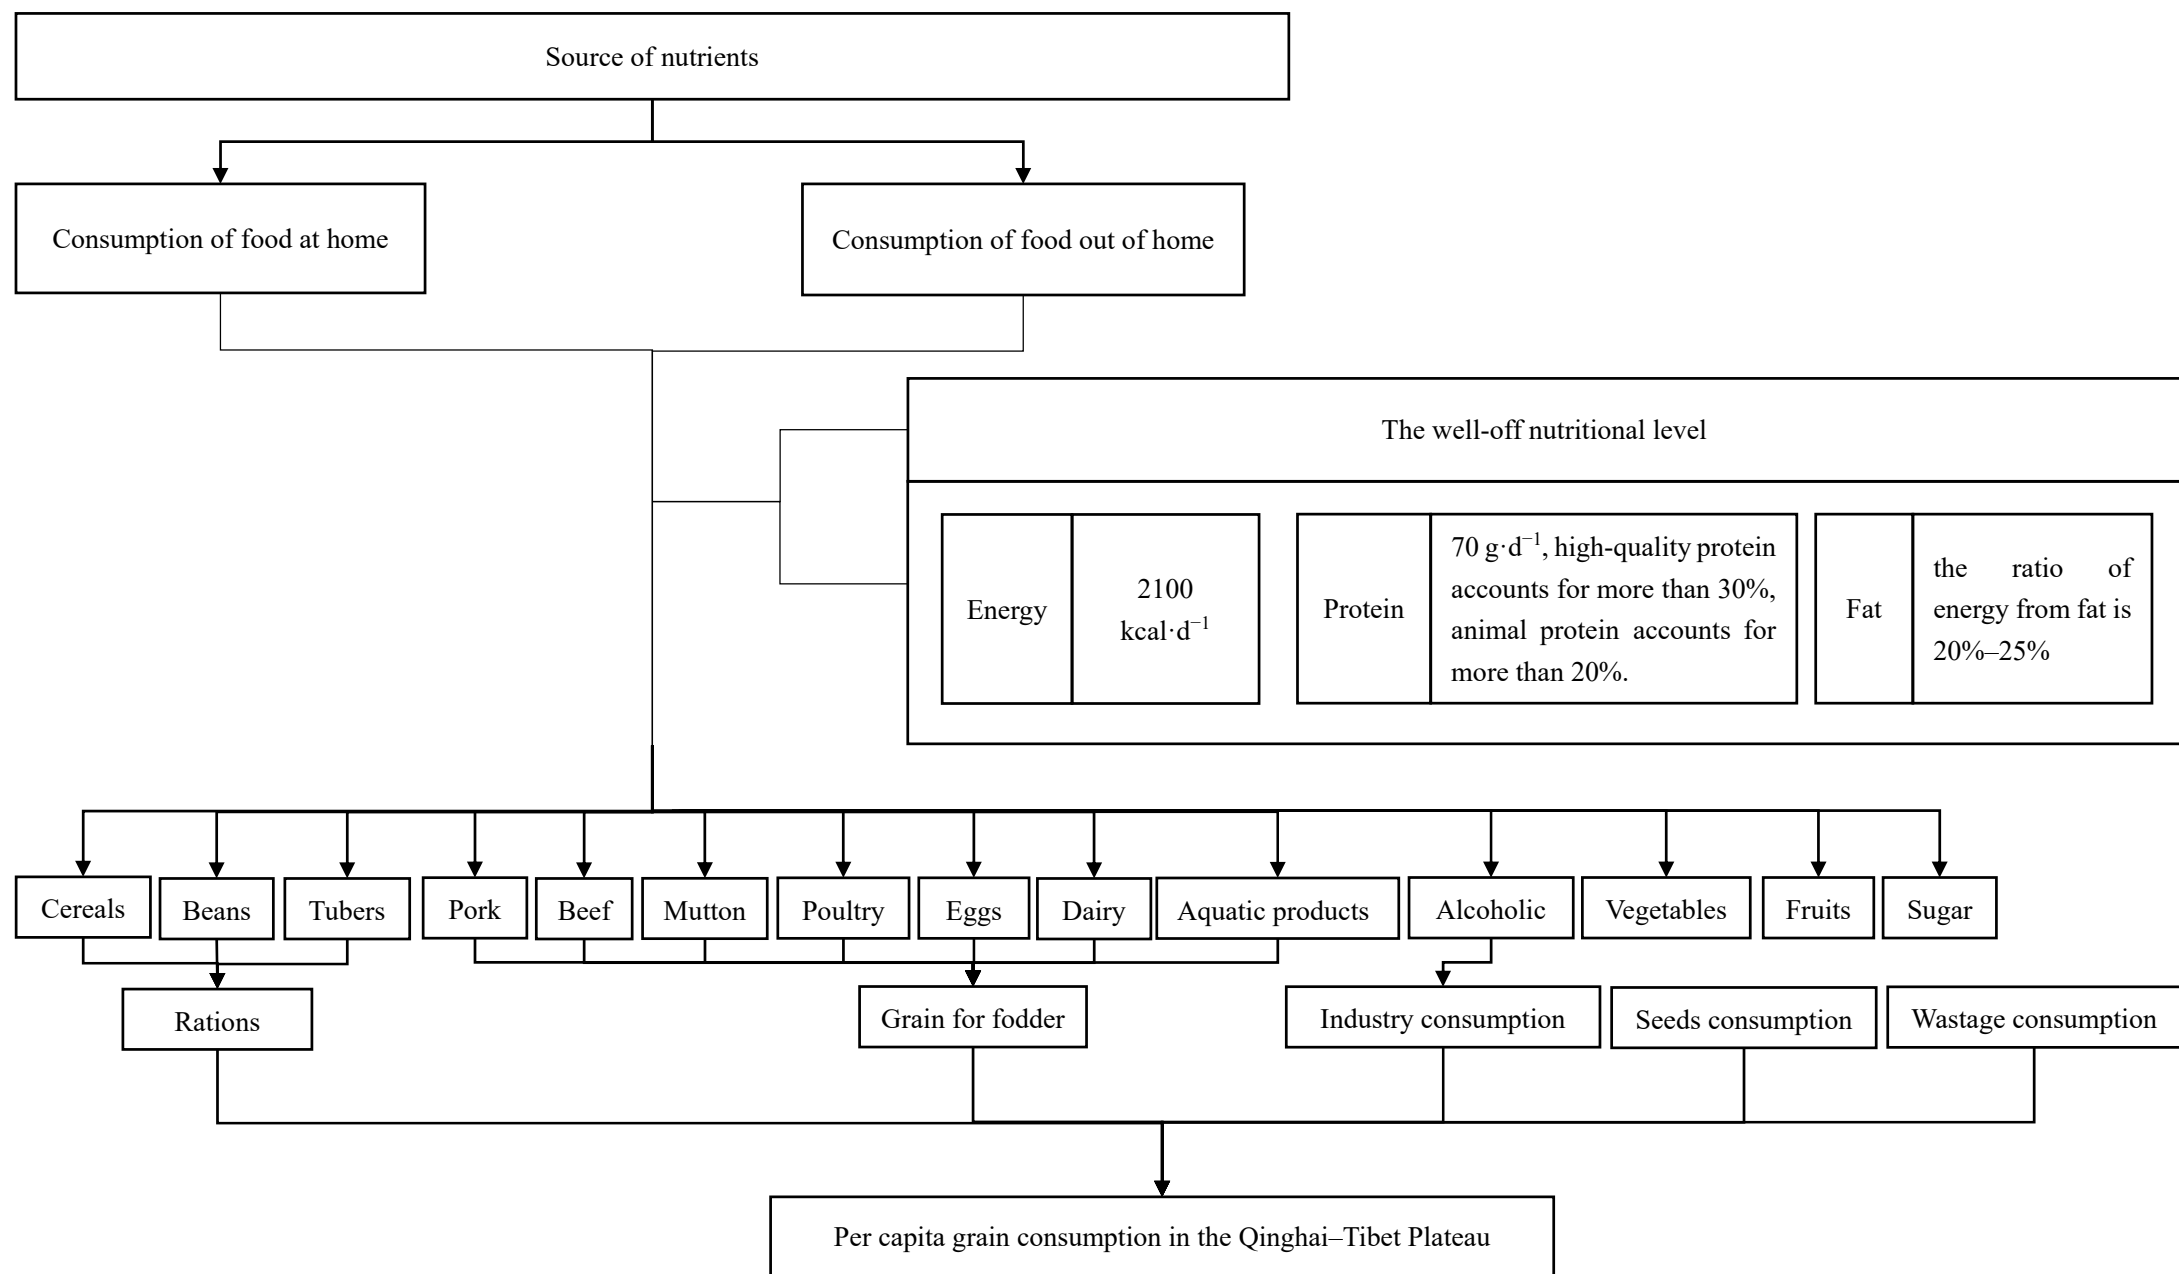 Source of nutrients
Consumption of food at home
Consumption of food out of home
The well-off nutritional level
Energy
2100
kcal·d⁻¹
Protein
70 g·d⁻¹, high-quality protein
accounts for more than 30%,
animal protein accounts for
more than 20%.
Fat
the ratio of
energy from fat is
20%–25%
Cereals
Beans
Tubers
Pork
Beef
Mutton
Poultry
Eggs
Dairy
Aquatic products
Alcoholic
Vegetables
Fruits
Sugar
Rations
Grain for fodder
Industry consumption
Seeds consumption
Wastage consumption
Per capita grain consumption in the Qinghai–Tibet Plateau